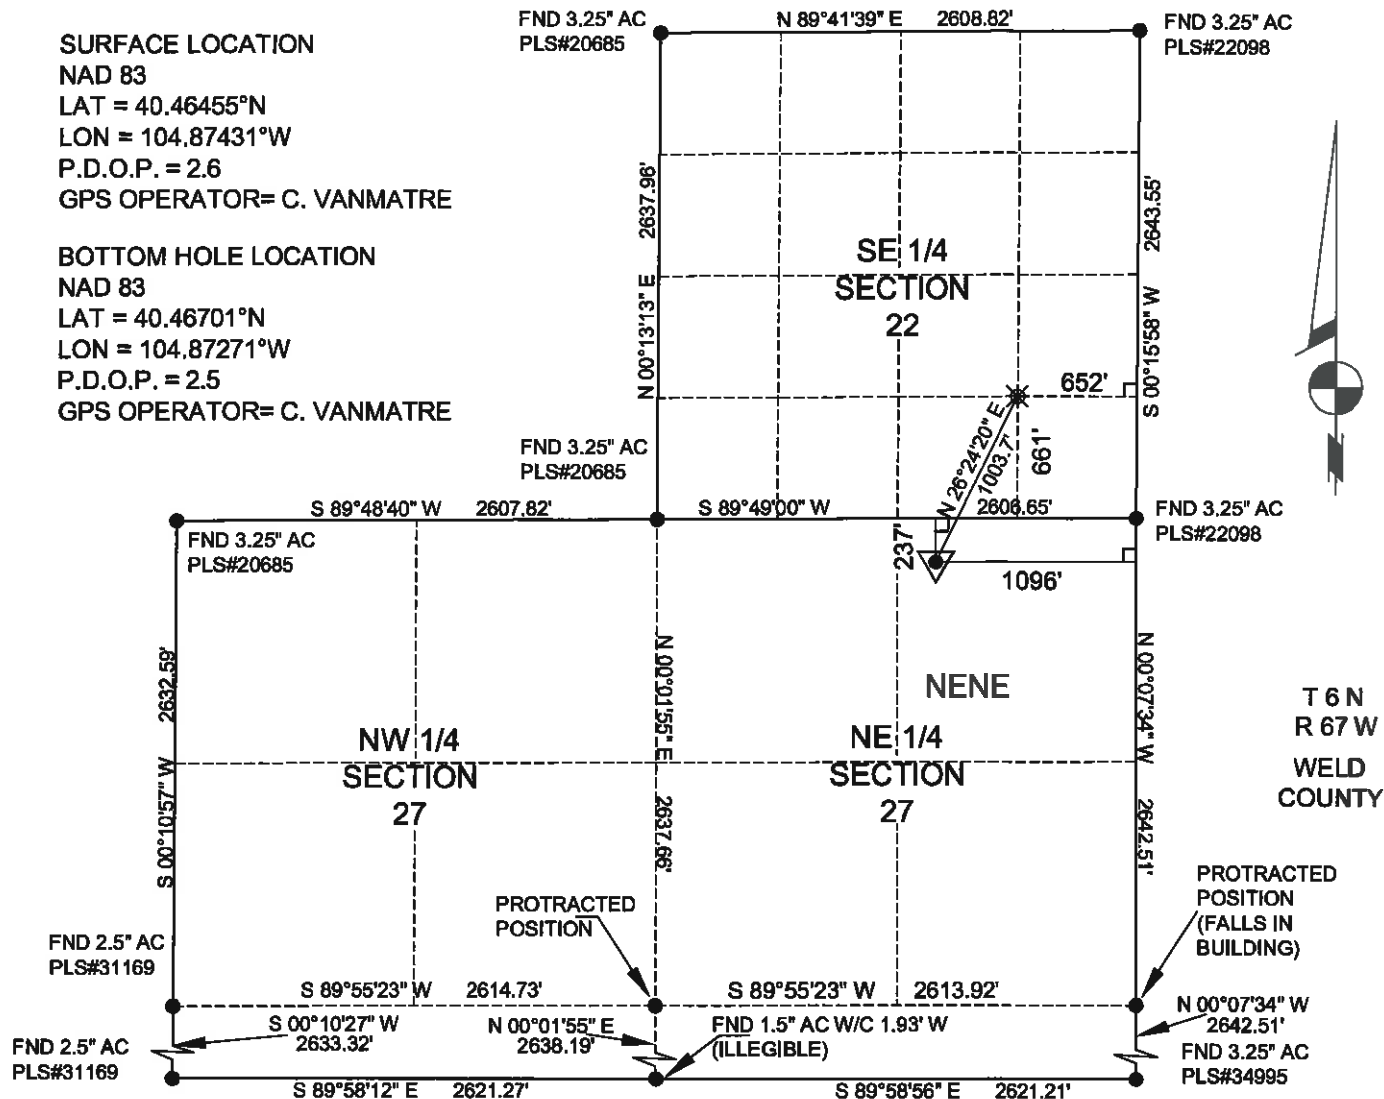 SURFACE LOCATION
NAD 83
LAT = 40.46455°N
LON = 104.87431°W
P.D.O.P. = 2.6
GPS OPERATOR= C. VANMATRE
BOTTOM HOLE LOCATION
NAD 83
LAT = 40.46701°N
LON = 104.87271°W
P.D.O.P. = 2.5
GPS OPERATOR= C. VANMATRE
FND 3.25" AC
PLS#20685
N 89°41'39" E 2608.82'
FND 3.25" AC
PLS#22098
2637.96'
N 00°13'13" E
2643.55'
S 00°15'58" W
SE 1/4
SECTION
22
652'
N 26°24'20" E
1003.7'
661'
FND 3.25" AC
PLS#20685
S 89°48'40" W 2607.82'
S 89°49'00" W 2606.65'
FND 3.25" AC
PLS#22098
FND 3.25" AC
PLS#20685
237'
1096'
N
2632.59'
S 00°10'57" W
N 00°01'55" E
2637.66'
N 00°07'34" W
2642.51'
NENE
NW 1/4
SECTION
27
NE 1/4
SECTION
27
T 6 N
R 67 W
WELD
COUNTY
PROTRACTED
POSITION
PROTRACTED
POSITION
(FALLS IN
BUILDING)
FND 2.5" AC
PLS#31169
S 89°55'23" W 2614.73'
S 89°55'23" W 2613.92'
S 00°10'27" W
2633.32'
N 00°01'55" E
2638.19'
FND 1.5" AC W/C 1.93' W
(ILLEGIBLE)
N 00°07'34" W
2642.51'
FND 2.5" AC
PLS#31169
FND 3.25" AC
PLS#34995
S 89°58'12" E 2621.27'
S 89°58'56" E 2621.21'